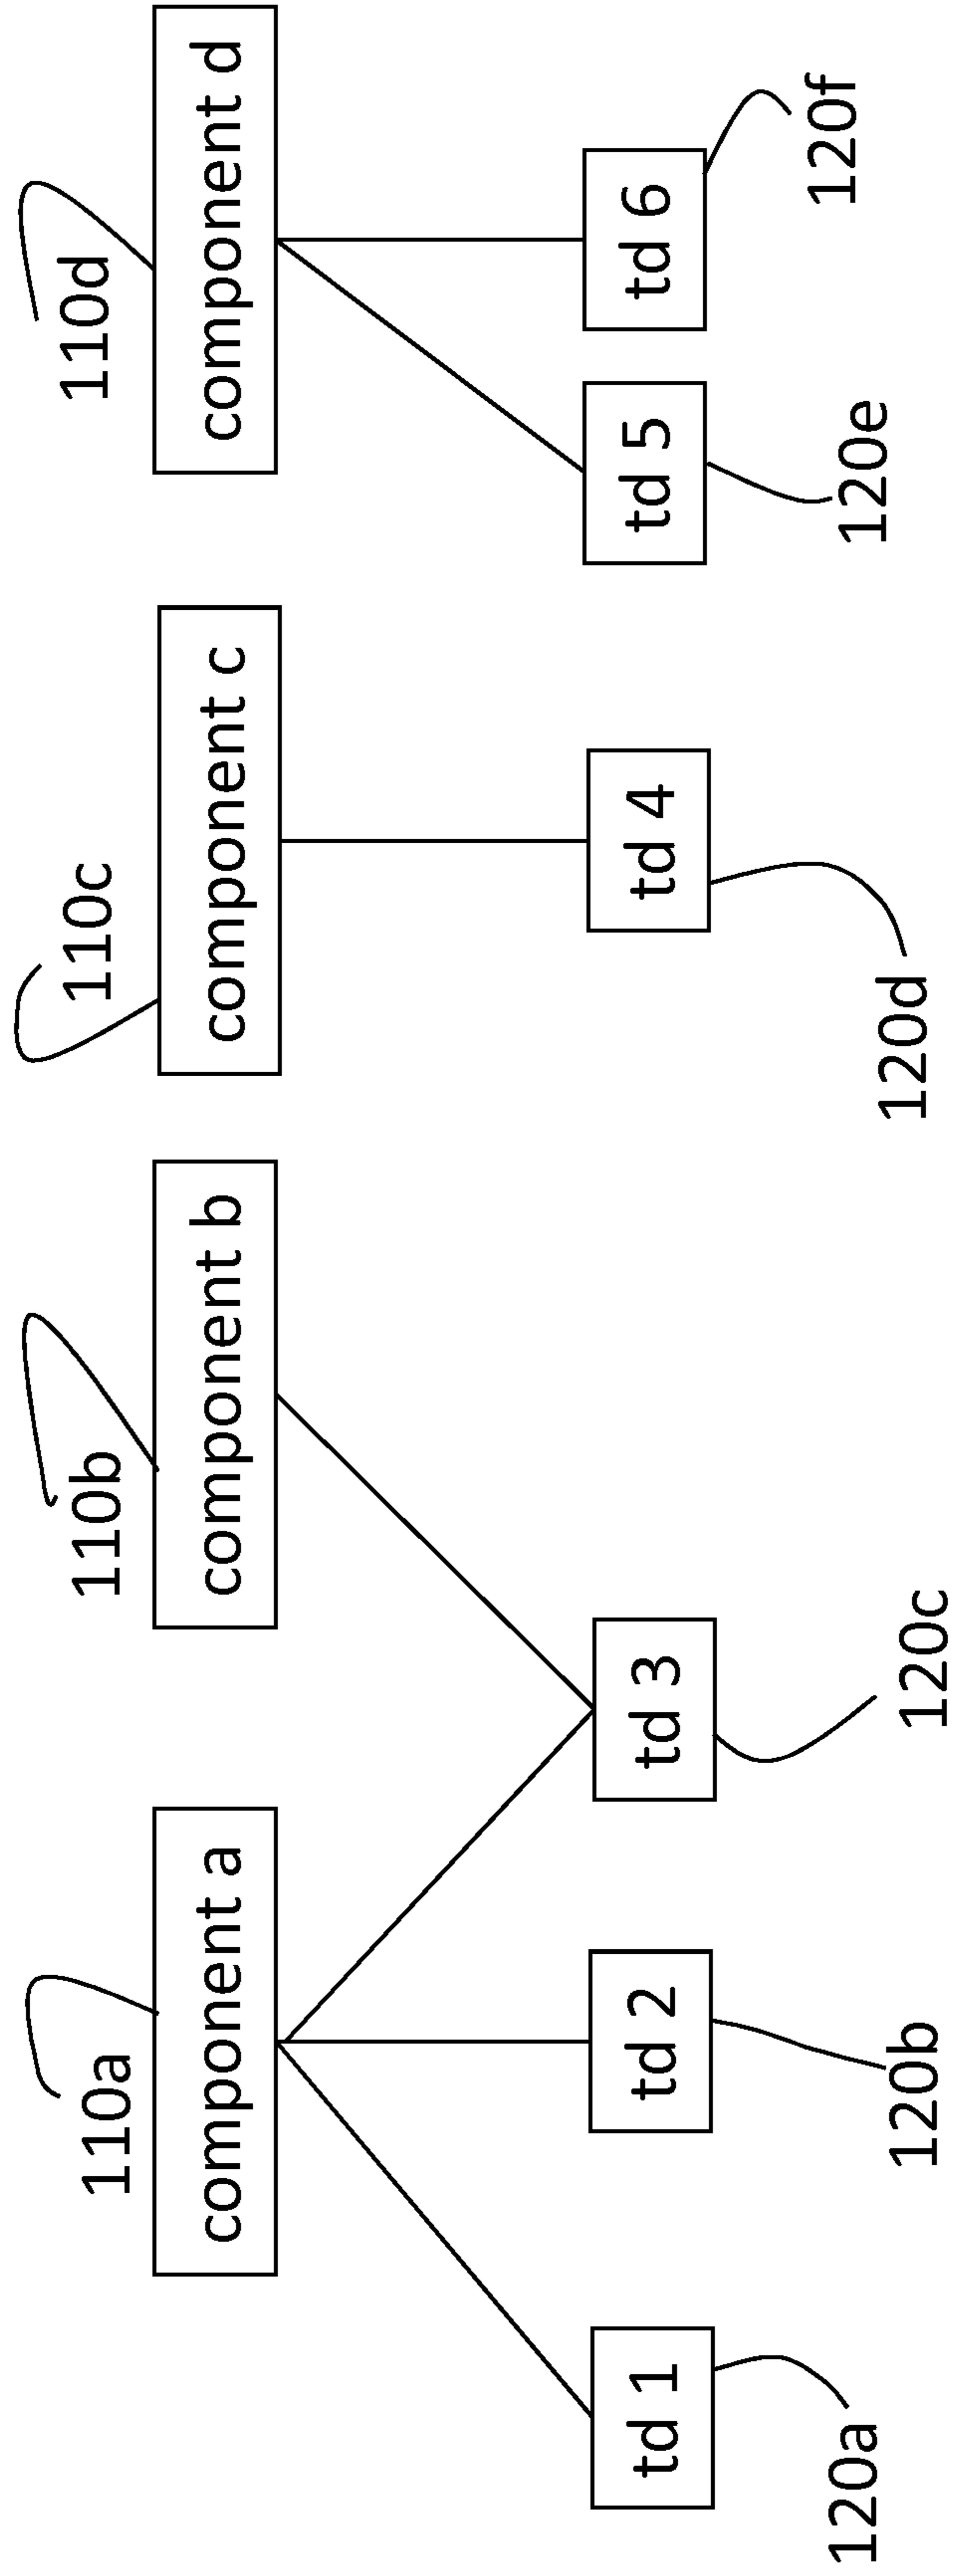 110a
110b
110c
110d
component a
component b
component c
component d
td 1
td 2
td 3
td 4
td 5
td 6
120a
120b
120c
120d
120e
120f